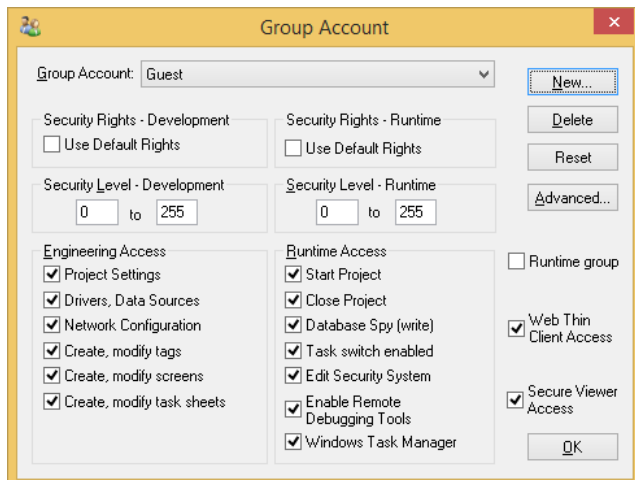 Group Account
Group Account: Guest
New...
Security Rights - Development
Use Default Rights
Security Rights - Runtime
Use Default Rights
Delete
Reset
Security Level - Development
0 to 255
Security Level - Runtime
0 to 255
Advanced...
Engineering Access
Project Settings
Drivers, Data Sources
Network Configuration
Create, modify tags
Create, modify screens
Create, modify task sheets
Runtime Access
Start Project
Close Project
Database Spy (write)
Task switch enabled
Edit Security System
Enable Remote
Debugging Tools
Windows Task Manager
Runtime group
Web Thin
Client Access
Secure Viewer
Access
OK